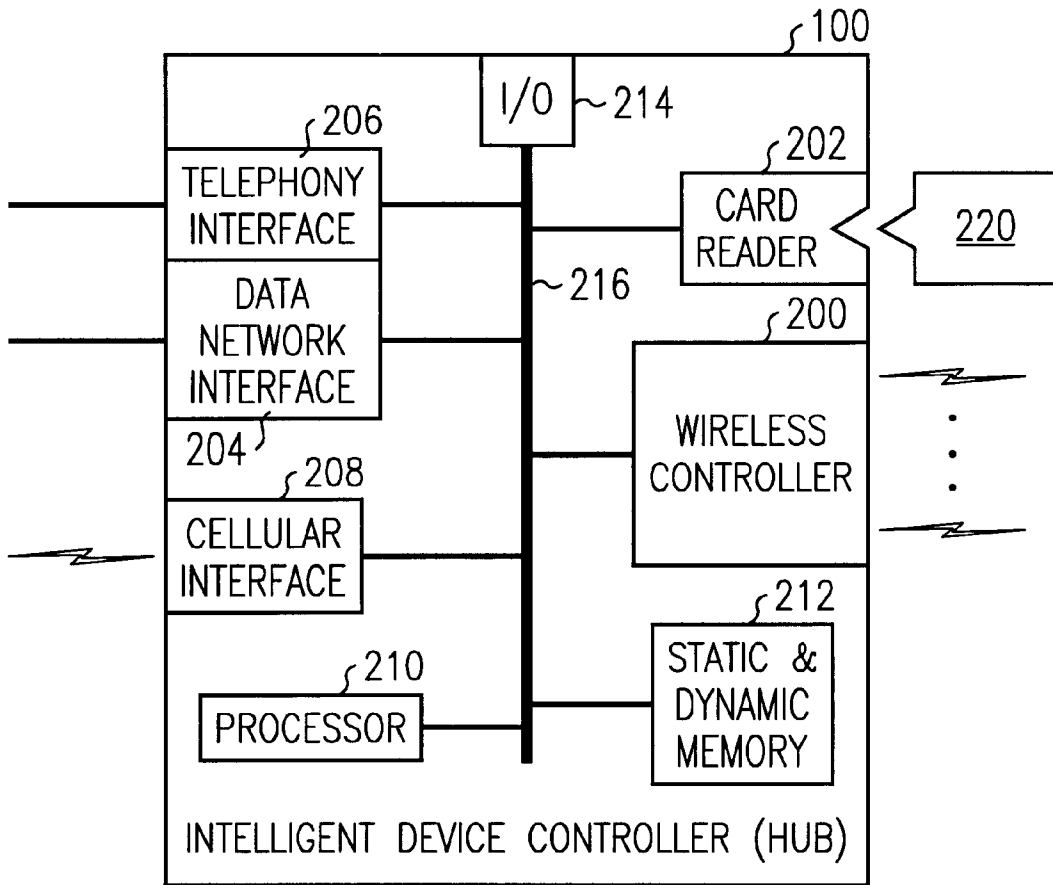 100
I/O
214
206
TELEPHONY
INTERFACE
202
CARD
READER
220
216
DATA
NETWORK
INTERFACE
204
200
WIRELESS
CONTROLLER
208
CELLULAR
INTERFACE
212
STATIC &
DYNAMIC
MEMORY
210
PROCESSOR
INTELLIGENT DEVICE CONTROLLER (HUB)